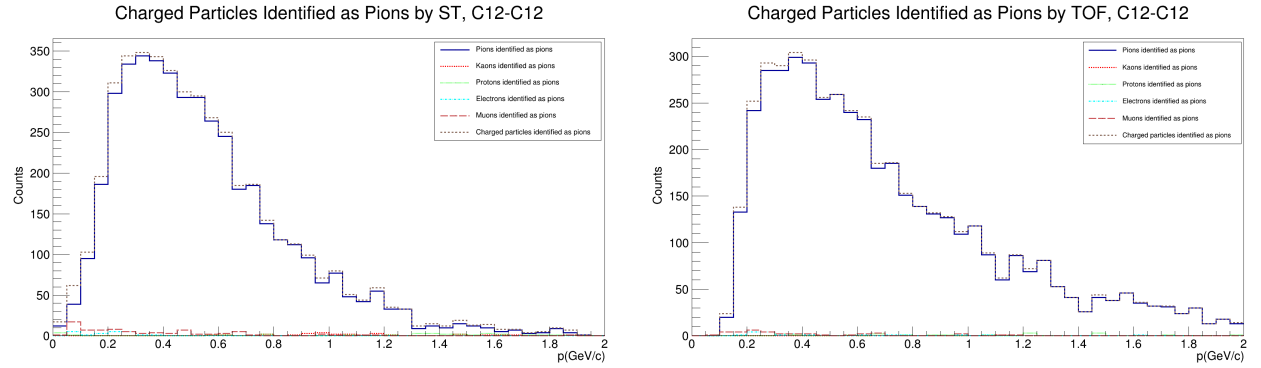 Charged Particles Identified as Pions by ST, C12-C12
Counts
350
300
250
200
150
100
50
0
Pions identified as pions
Kaons identified as pions
Protons identified as pions
Electrons identified as pions
Muons identified as pions
Charged particles identified as pions
0 0.2 0.4 0.6 0.8 1 1.2 1.4 1.6 1.8 2
p(GeV/c)
Charged Particles Identified as Pions by TOF, C12-C12
Counts
300
250
200
150
100
50
0
Pions identified as pions
Kaons identified as pions
Protons identified as pions
Electrons identified as pions
Muons identified as pions
Charged particles identified as pions
0 0.2 0.4 0.6 0.8 1 1.2 1.4 1.6 1.8 2
p(GeV/c)